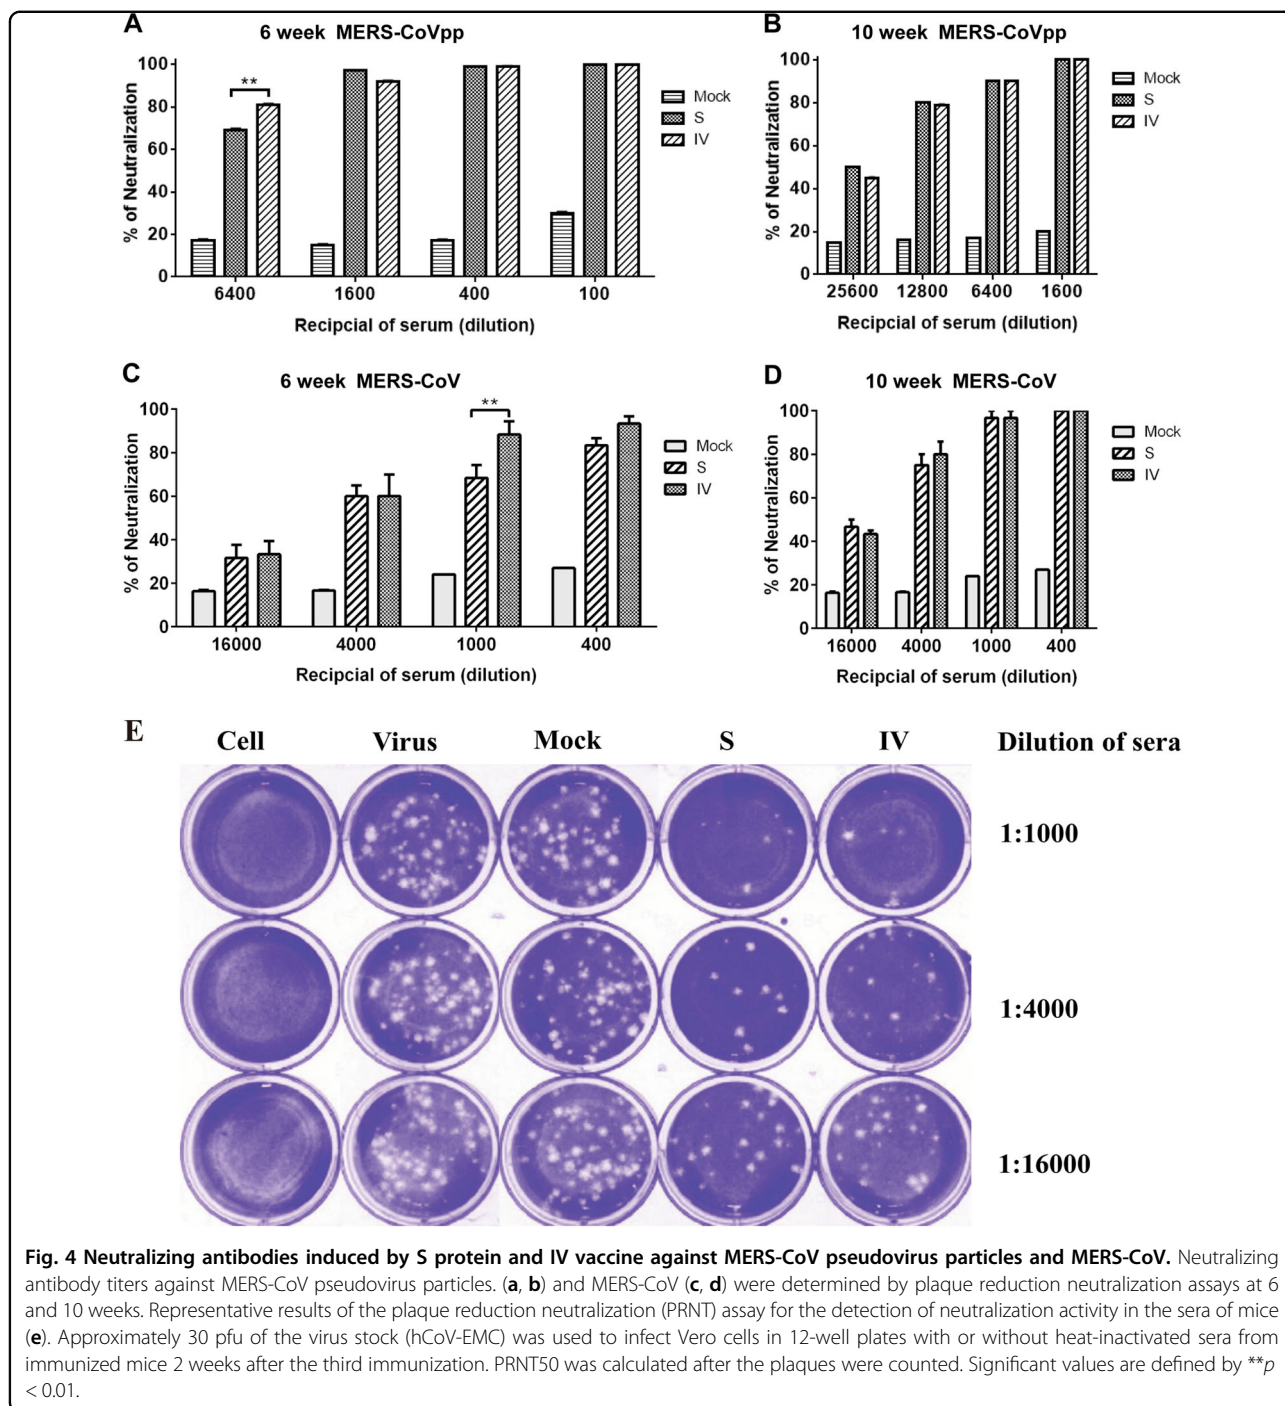 A
6 week MERS-CoVpp
% of Neutralization
100
80
60
40
20
0
**
6400 1600 400 100
Recipcial of serum (dilution)
Mock
S
IV
B
10 week MERS-CoVpp
% of Neutralization
100
80
60
40
20
0
25600 12800 6400 1600
Recipcial of serum (dilution)
Mock
S
IV
C
6 week MERS-CoV
% of Neutralization
100
80
60
40
20
0
**
16000 4000 1000 400
Recipcial of serum (dilution)
Mock
S
IV
D
10 week MERS-CoV
% of Neutralization
100
80
60
40
20
0
16000 4000 1000 400
Recipcial of serum (dilution)
Mock
S
IV
E
Cell Virus Mock S IV Dilution of sera
1:1000
1:4000
1:16000
Fig. 4 Neutralizing antibodies induced by S protein and IV vaccine against MERS-CoV pseudovirus particles and MERS-CoV. Neutralizing
antibody titers against MERS-CoV pseudovirus particles. (a, b) and MERS-CoV (c, d) were determined by plaque reduction neutralization assays at 6
and 10 weeks. Representative results of the plaque reduction neutralization (PRNT) assay for the detection of neutralization activity in the sera of mice
(e). Approximately 30 pfu of the virus stock (hCoV-EMC) was used to infect Vero cells in 12-well plates with or without heat-inactivated sera from
immunized mice 2 weeks after the third immunization. PRNT50 was calculated after the plaques were counted. Significant values are defined by **p
< 0.01.